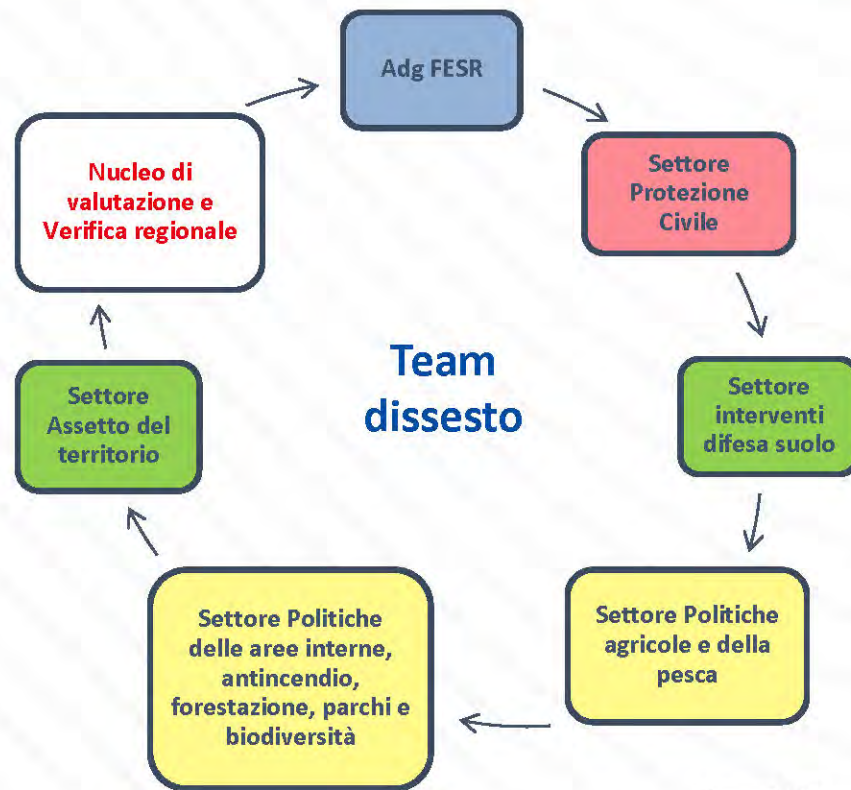 Adg FESR
Settore
Protezione
Civile
Settore
interventi
difesa suolo
Settore Politiche
agricole e della
pesca
Settore Politiche
delle aree interne,
antincendio,
forestazione, parchi e
biodiversità
Settore
Assetto del
territorio
Nucleo di
valutazione e
Verifica regionale
Team
dissesto